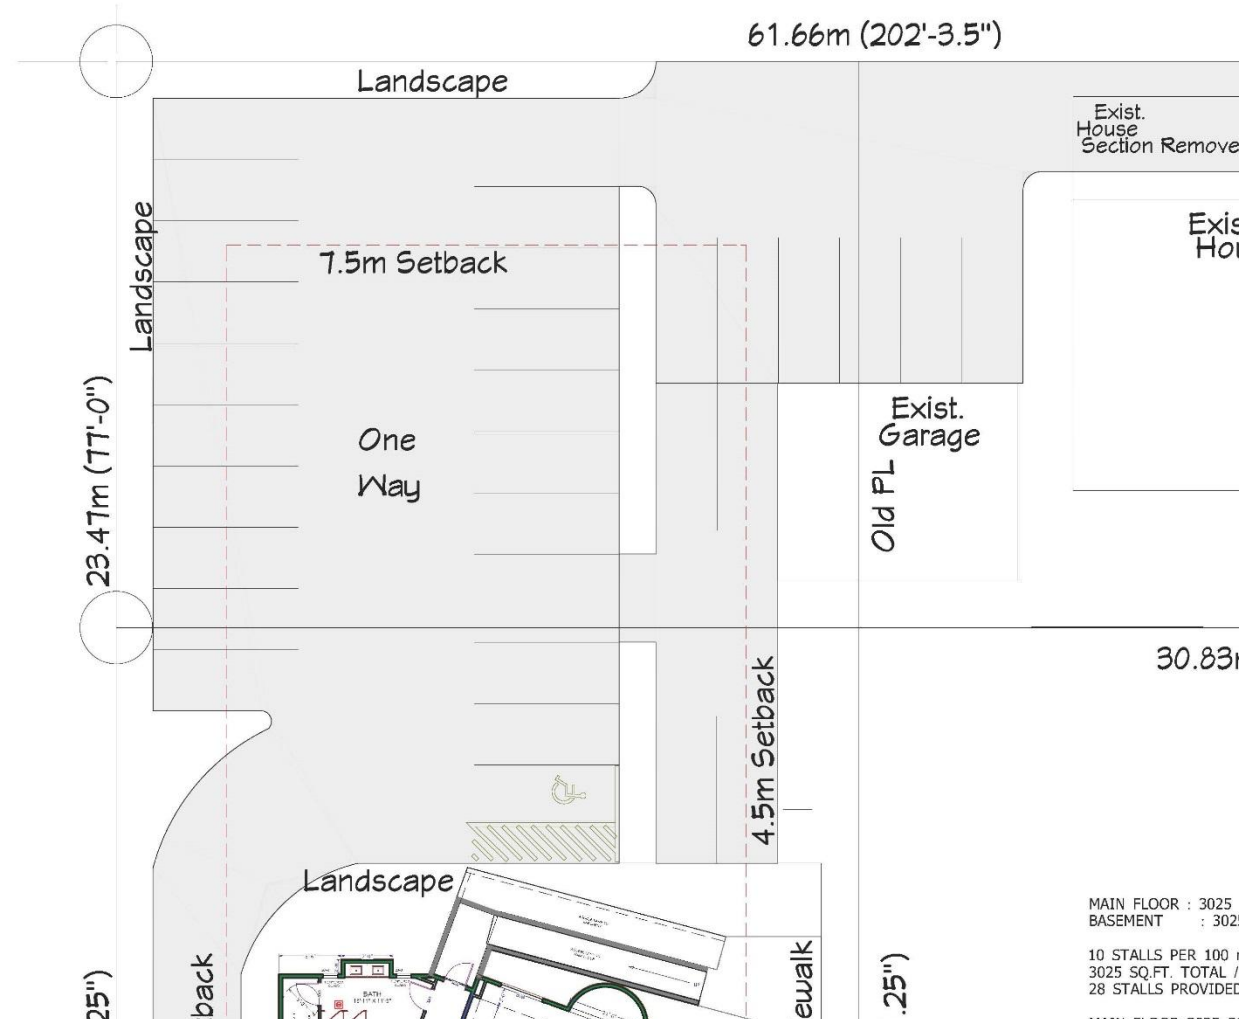 61.66m (202'-3.5")
Landscape
Exist.
House
Section Remove
Landscape
Exis
Hou
7.5m Setback
23.47m (77'-0")
One
Way
Exist.
Garage
Old PL
30.83m
4.5m Setback
Landscape
MAIN FLOOR : 3025
BASEMENT : 302
10 STALLS PER 100
3025 SQ.FT. TOTAL /
28 STALLS PROVIDED
BATH
back
ewalk
.25")
25")